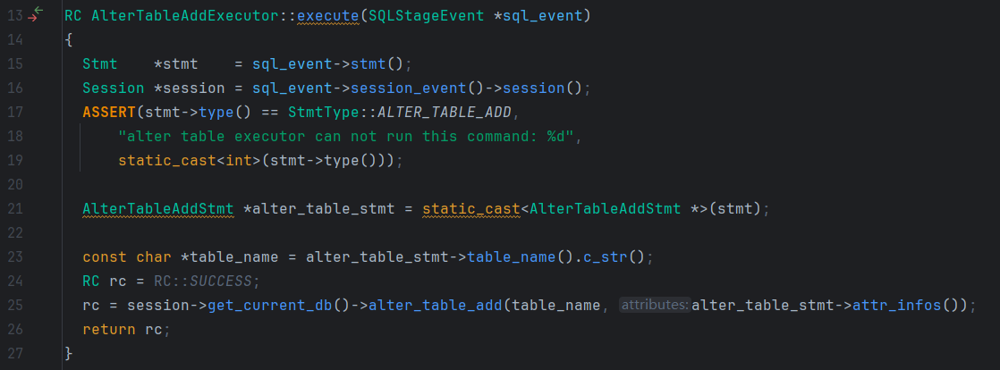 13 RC AlterTableAddExecutor::execute(SQLStageEvent *sql_event)
14 {
15   Stmt    *stmt    = sql_event->stmt();
16   Session *session = sql_event->session_event()->session();
17   ASSERT(stmt->type() == StmtType::ALTER_TABLE_ADD,
18       "alter table executor can not run this command: %d",
19       static_cast<int>(stmt->type()));
20
21   AlterTableAddStmt *alter_table_stmt = static_cast<AlterTableAddStmt *>(stmt);
22
23   const char *table_name = alter_table_stmt->table_name().c_str();
24   RC rc = RC::SUCCESS;
25   rc = session->get_current_db()->alter_table_add(table_name, attributes: alter_table_stmt->attr_infos());
26   return rc;
27 }